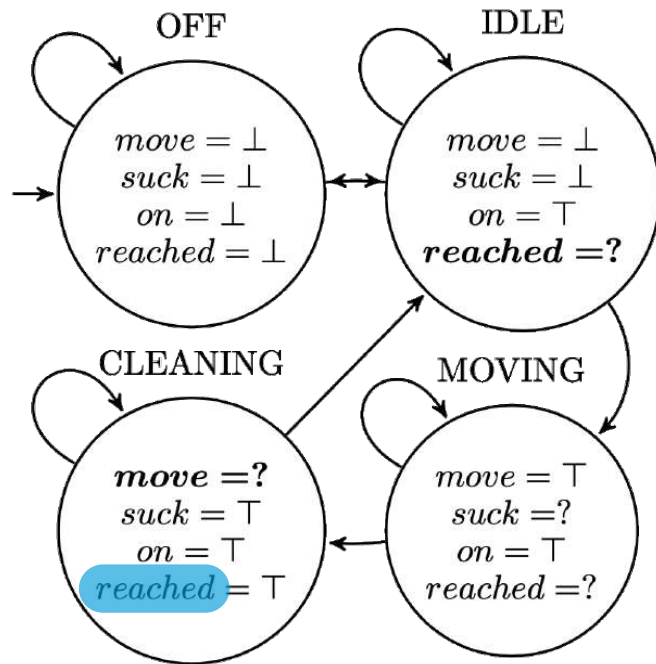 OFF
move = ⊥
suck = ⊥
on = ⊥
reached = ⊥
IDLE
move = ⊥
suck = ⊥
on = ⊤
reached =?
CLEANING
move =?
suck = ⊤
on = ⊤
reached = ⊤
MOVING
move = ⊤
suck =?
on = ⊤
reached =?